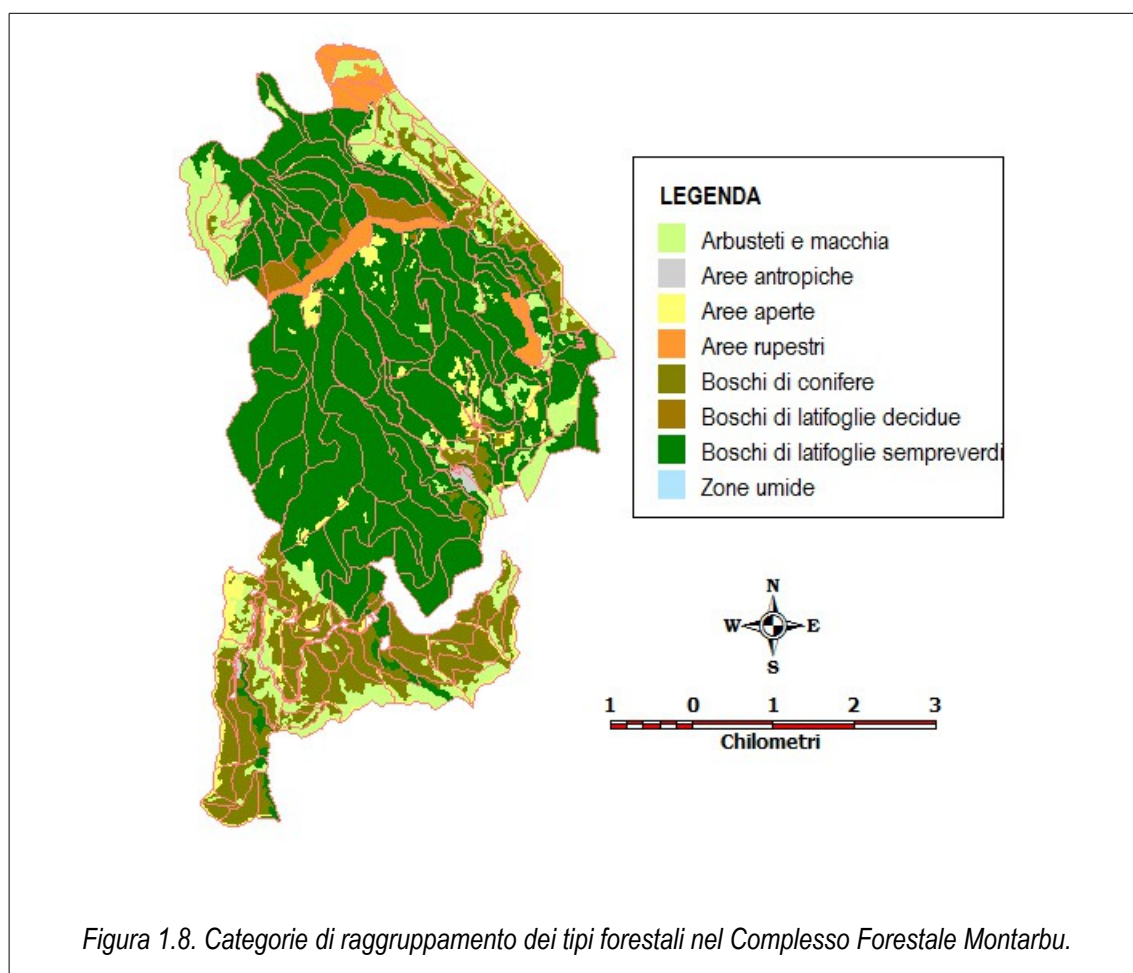 LEGENDA
Arbusteti e macchia
Aree antropiche
Aree aperte
Aree rupestri
Boschi di conifere
Boschi di latifoglie decidue
Boschi di latifoglie sempreverdi
Zone umide
N
W E
S
1 0 1 2 3
Chilometri
Figura 1.8. Categorie di raggruppamento dei tipi forestali nel Complesso Forestale Montarbu.